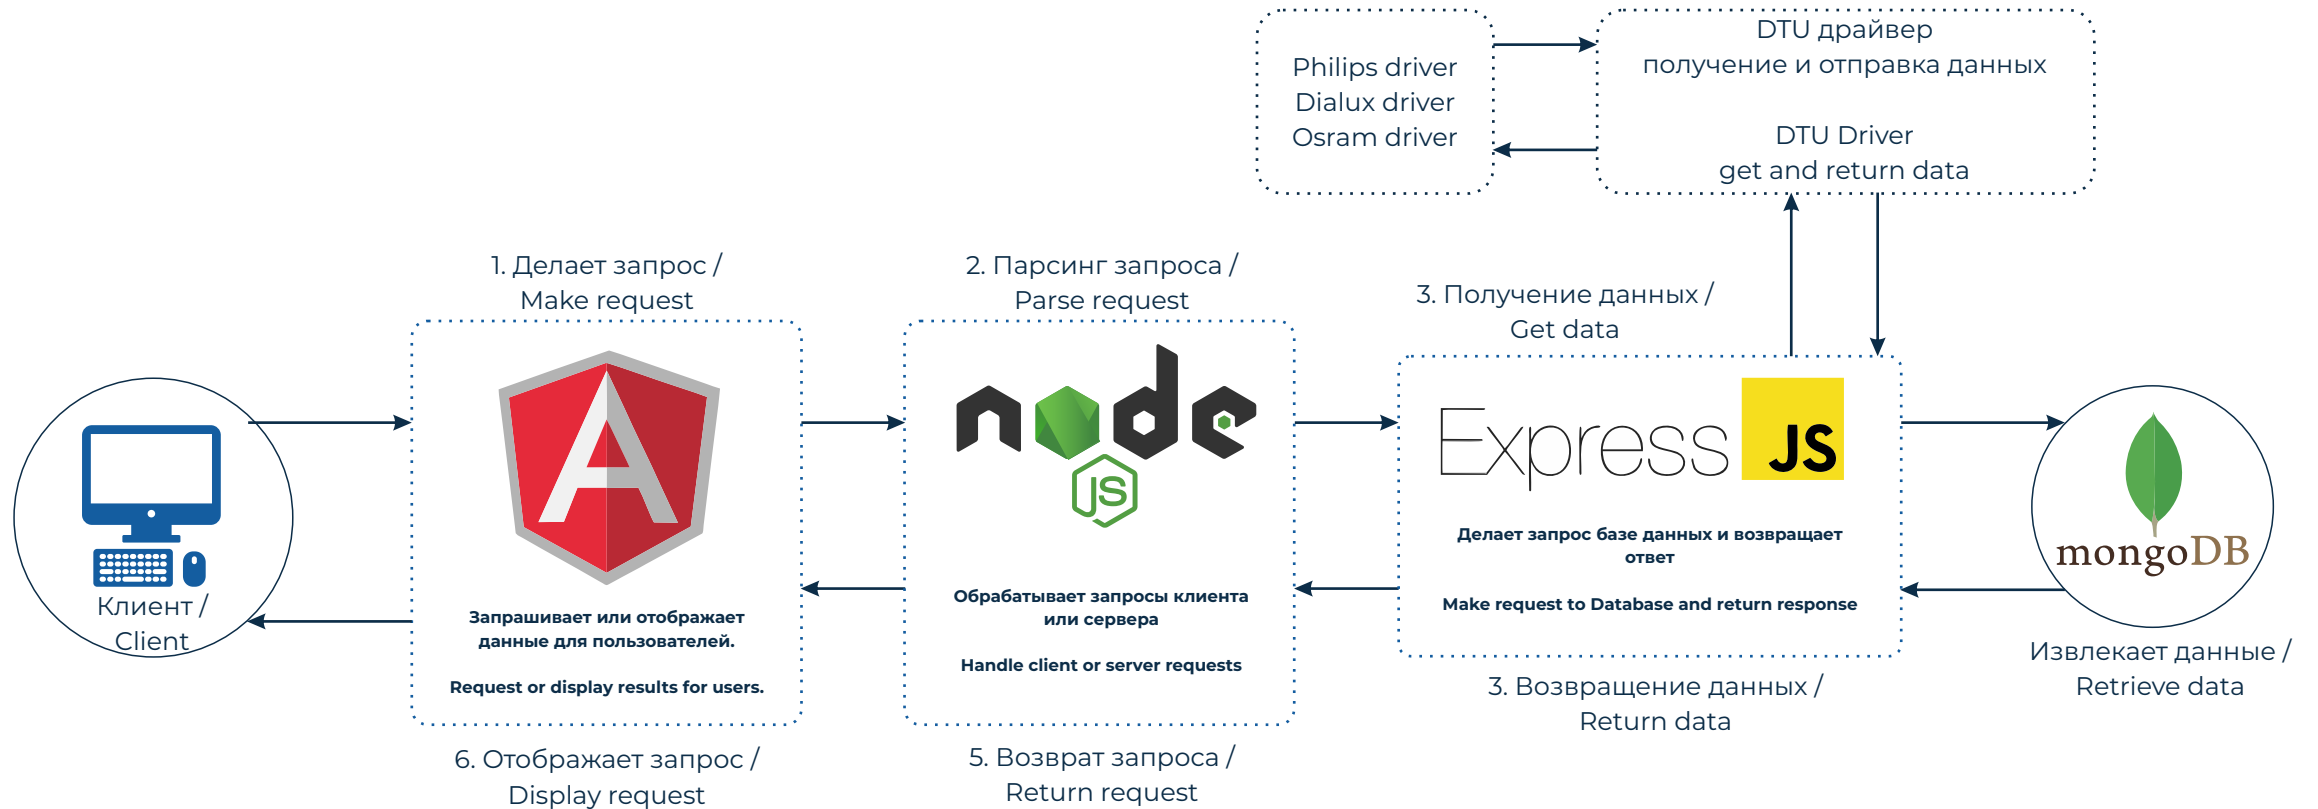 Philips driver
Dialux driver
Osram driver
DTU драйвер
получение и отправка данных
DTU Driver
get and return data
1. Делает запрос /
Make request
2. Парсинг запроса /
Parse request
3. Получение данных /
Get data
Клиент /
Client
Запрашивает или отображает
данные для пользователей.
Request or display results for users.
6. Отображает запрос /
Display request
node
JS
Обрабатывает запросы клиента
или сервера
Handle client or server requests
5. Возврат запроса /
Return request
Express
JS
Делает запрос базе данных и возвращает
ответ
Make request to Database and return response
3. Возвращение данных /
Return data
mongoDB
Извлекает данные /
Retrieve data